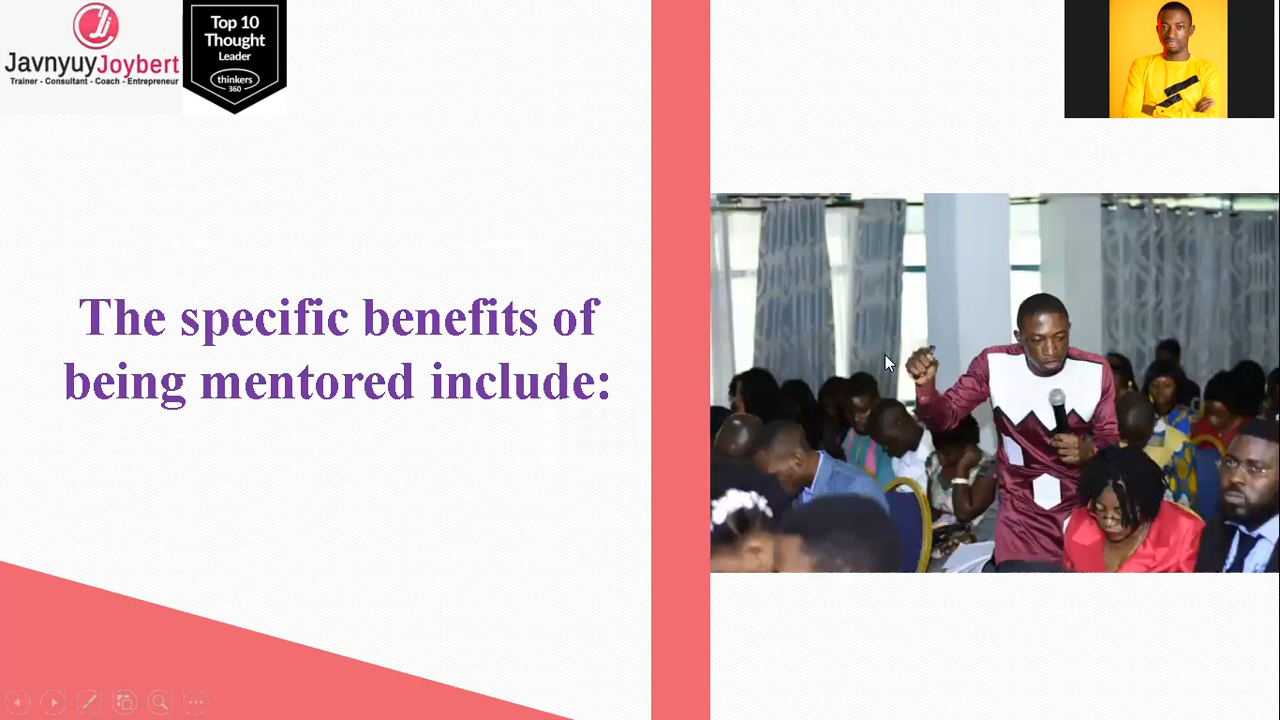 JavnyuyJoybert
Trainer - Consultant - Coach - Entrepreneur
Top 10
Thought
Leader
thinkers
360
The specific benefits of
being mentored include: